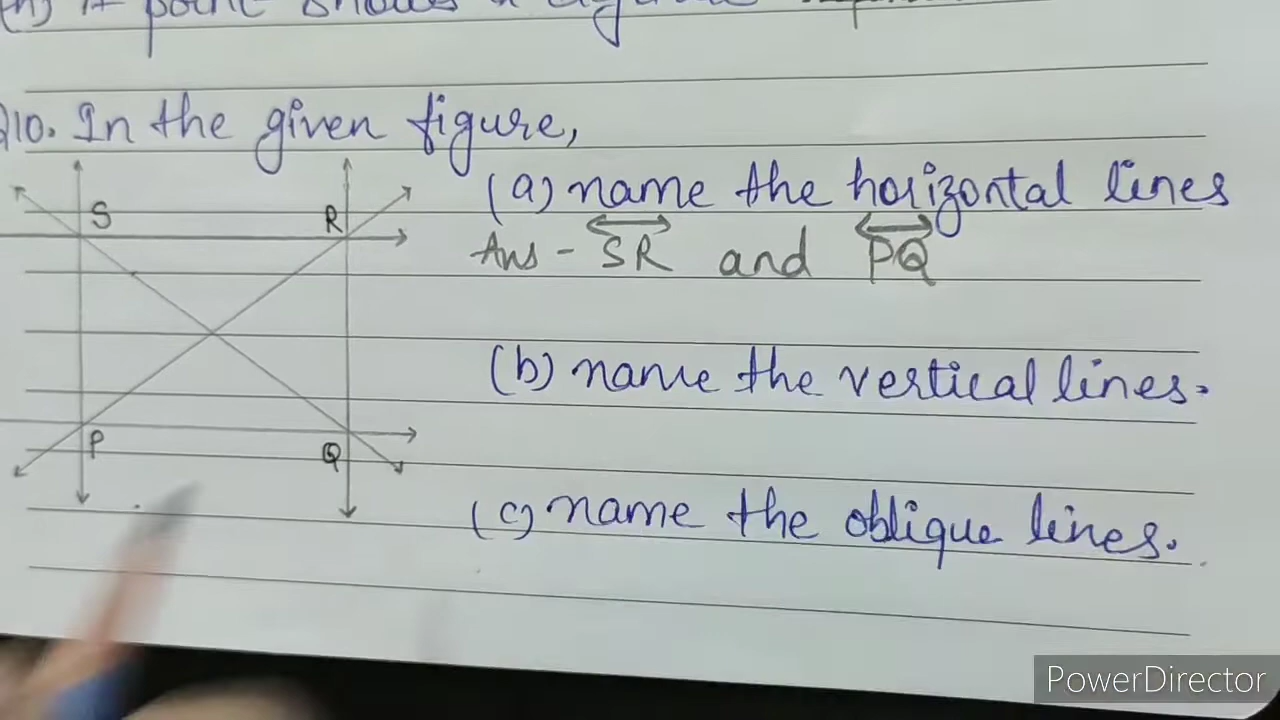 Q10. In the given figure,
S
R
P
Q
(a) name the horizontal lines
Ans - SR and PQ
(b) name the vertical lines.
(c) name the oblique lines.
PowerDirector